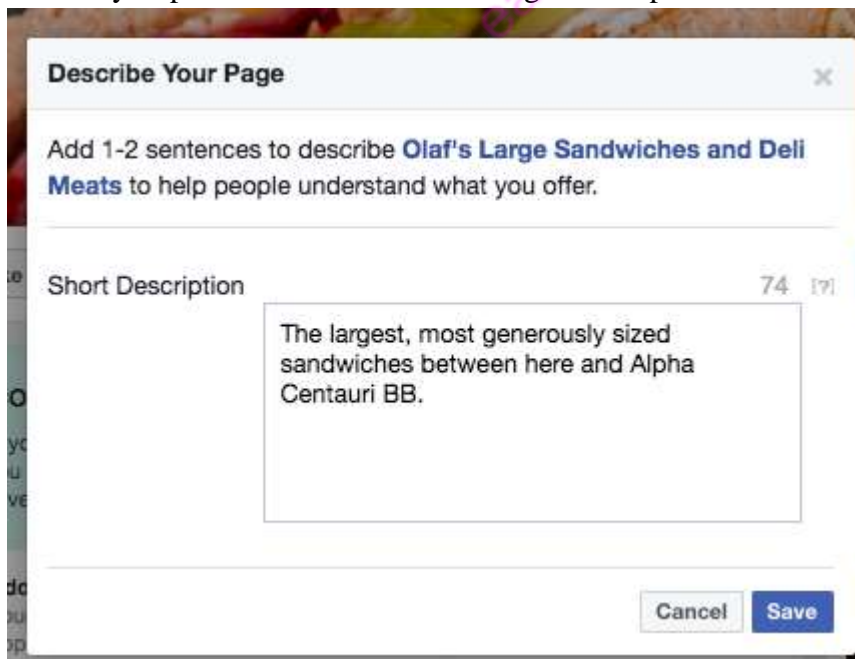 Describe Your Page
Add 1-2 sentences to describe Olaf's Large Sandwiches and Deli
Meats to help people understand what you offer.
Short Description
74 [?]
The largest, most generously sized
sandwiches between here and Alpha
Centauri BB.
Cancel Save